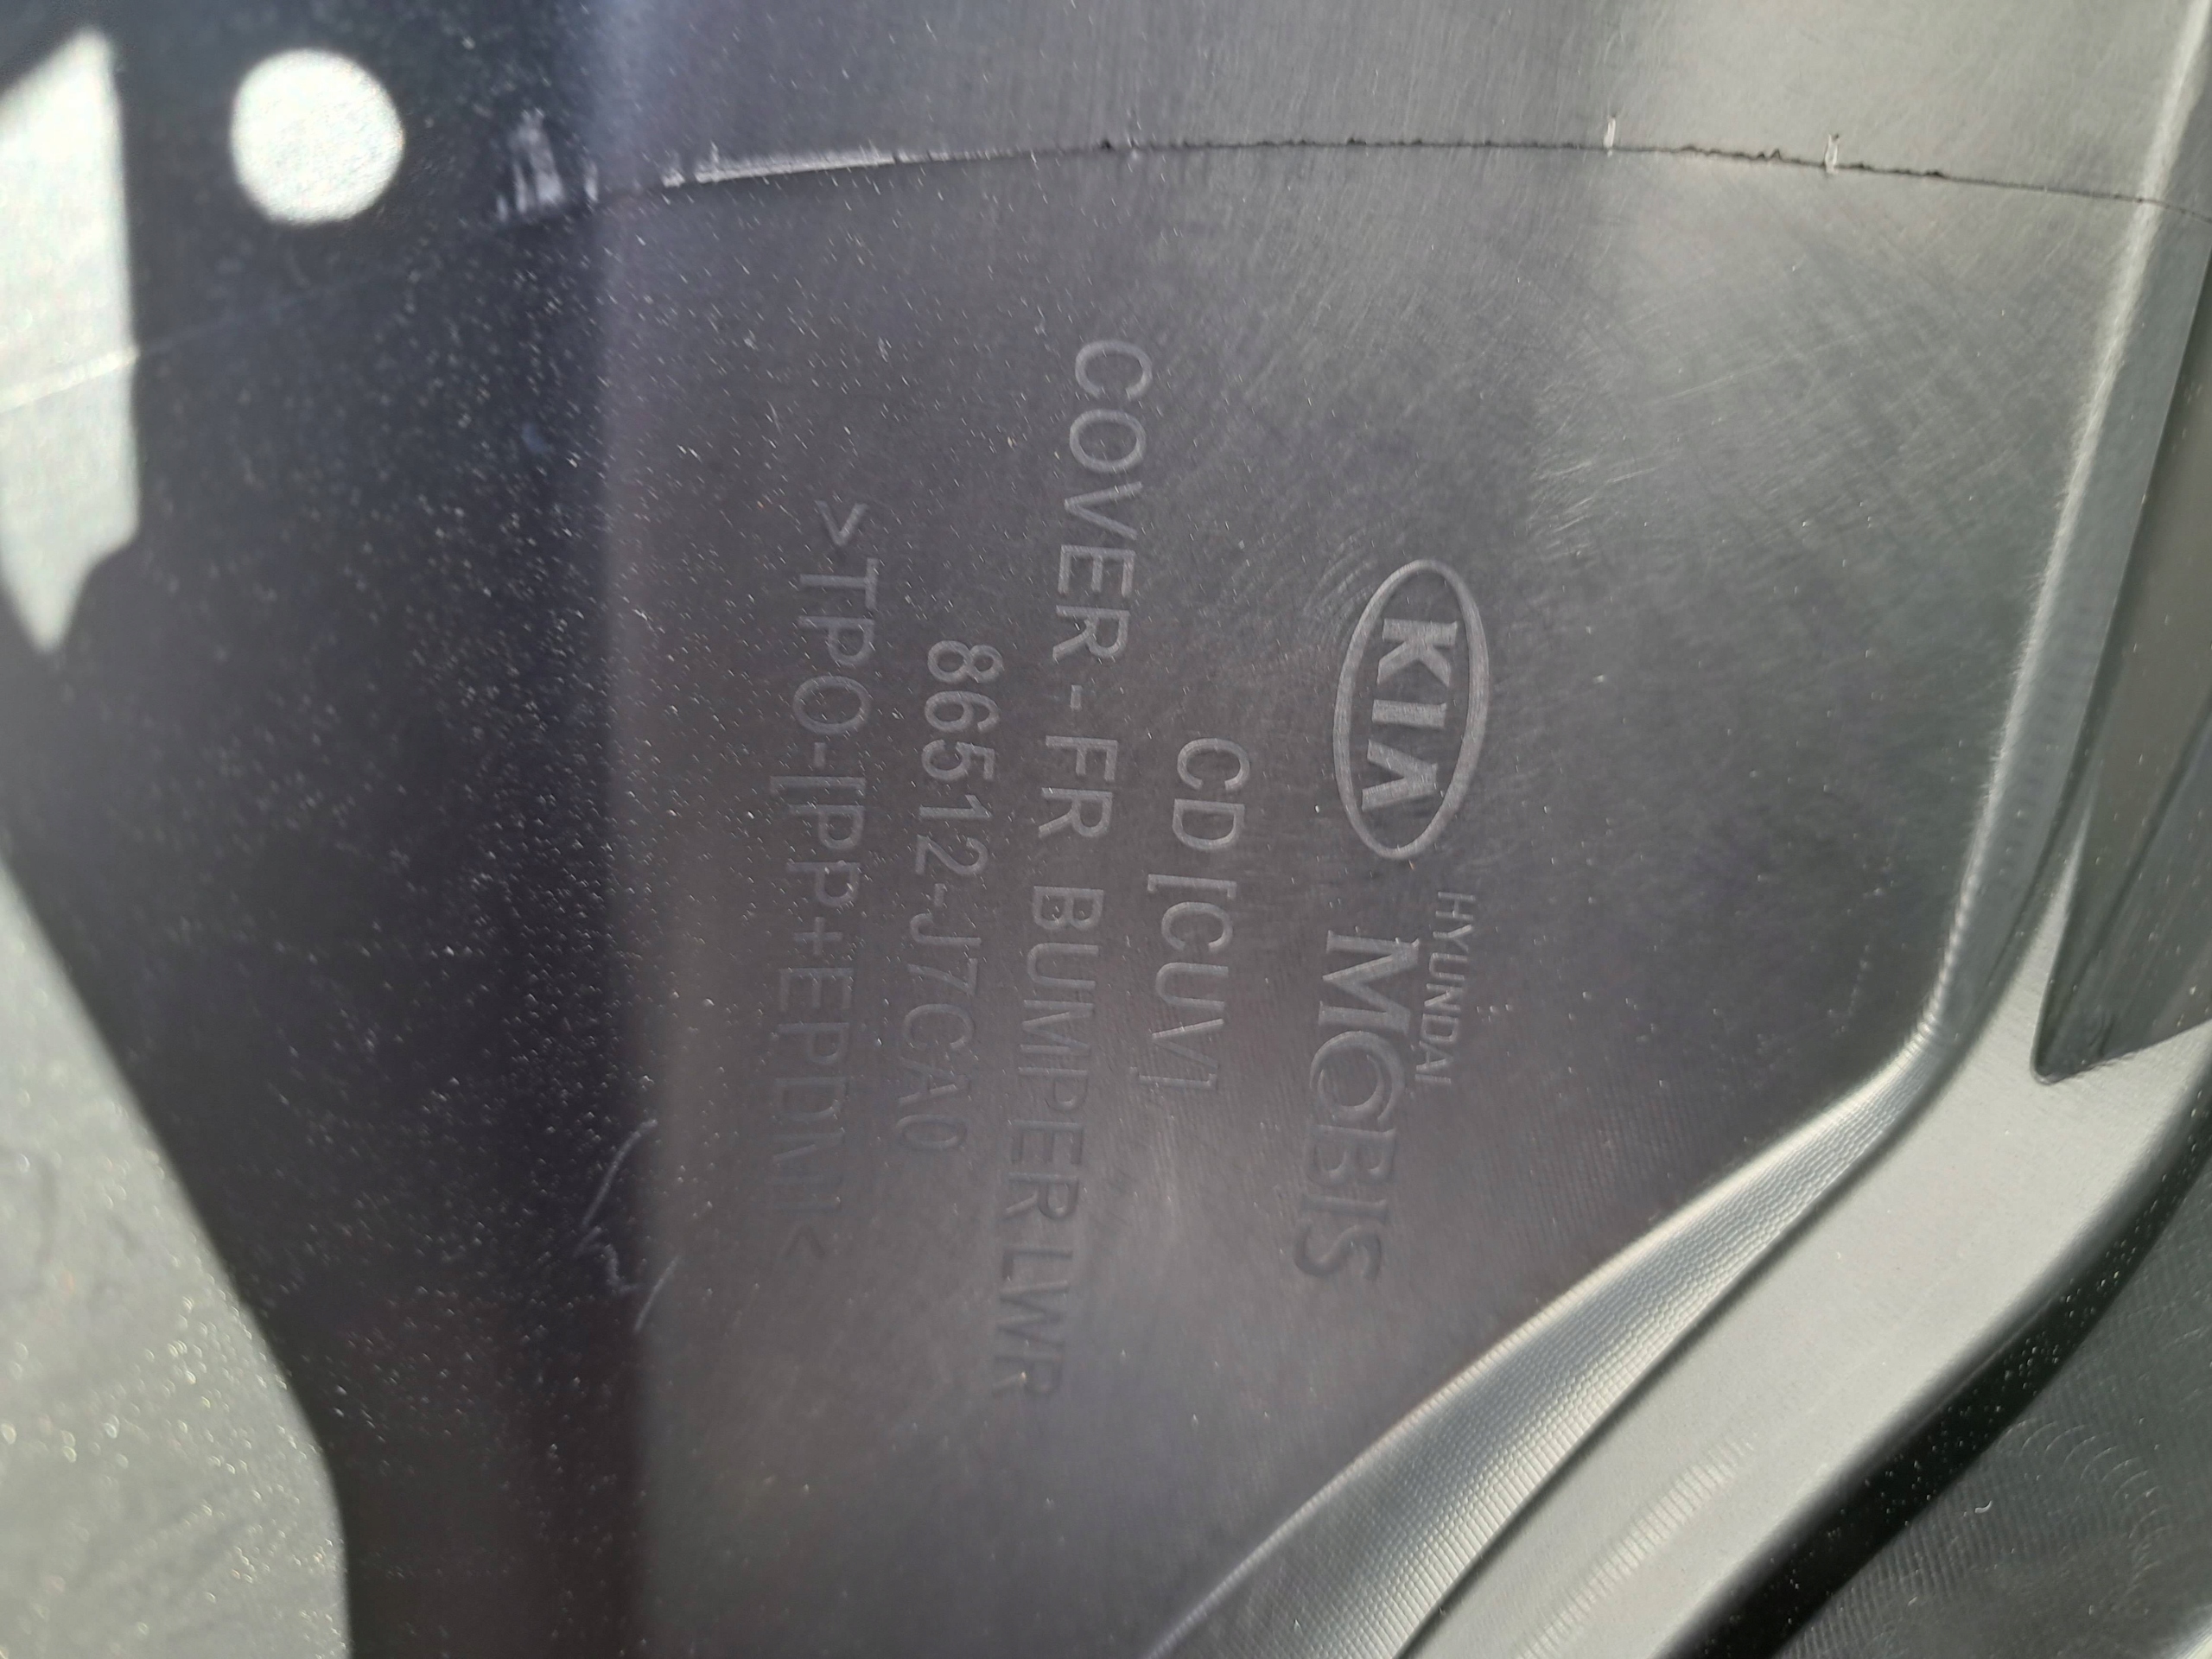 KIA HYUNDAI MOBIS
CD [CUV]
COVER-FR BUMPER LWR
86512-J7CA0
>TPO-[PP+EPDM]<